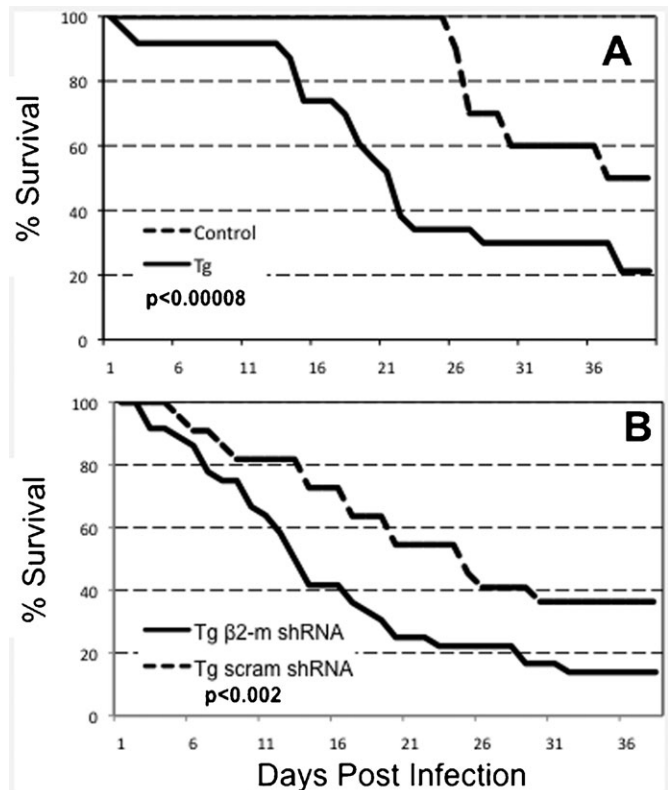 A
% Survival
100
80
60
40
20
0
Control
Tg
p<0.00008
1 6 11 16 21 26 31 36
B
% Survival
100
80
60
40
20
0
Tg β2-m shRNA
Tg scram shRNA
p<0.002
1 6 11 16 21 26 31 36
Days Post Infection